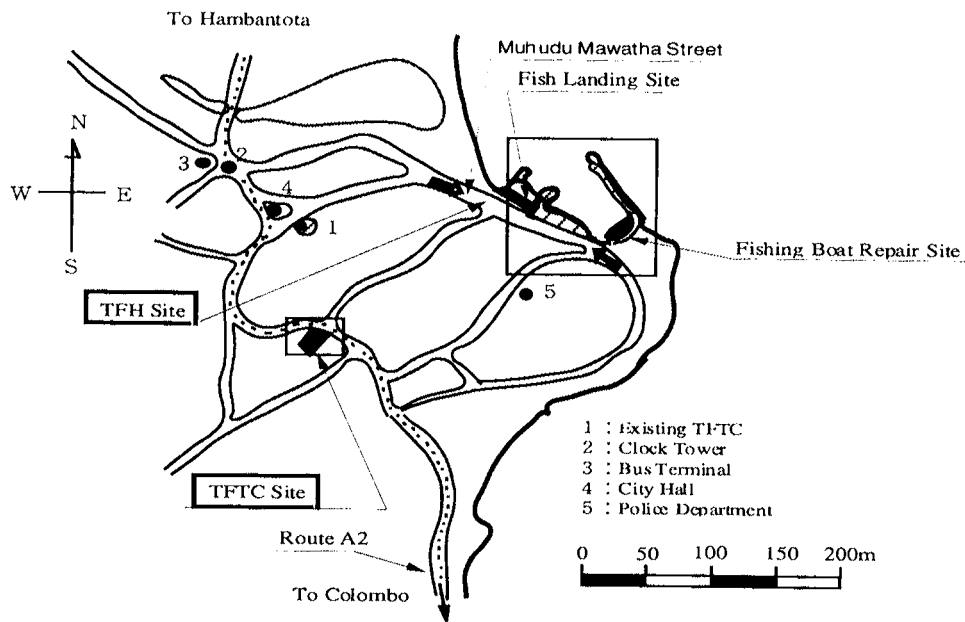 To Hambantota
Muhudu Mawatha Street
Fish Landing Site
N
W
E
S
3
2
4
1
5
Fishing Boat Repair Site
TFH Site
TFTC Site
Route A2
To Colombo
1 : Existing TFTC
2 : Clock Tower
3 : Bus Terminal
4 : City Hall
5 : Police Department
0 50 100 150 200m